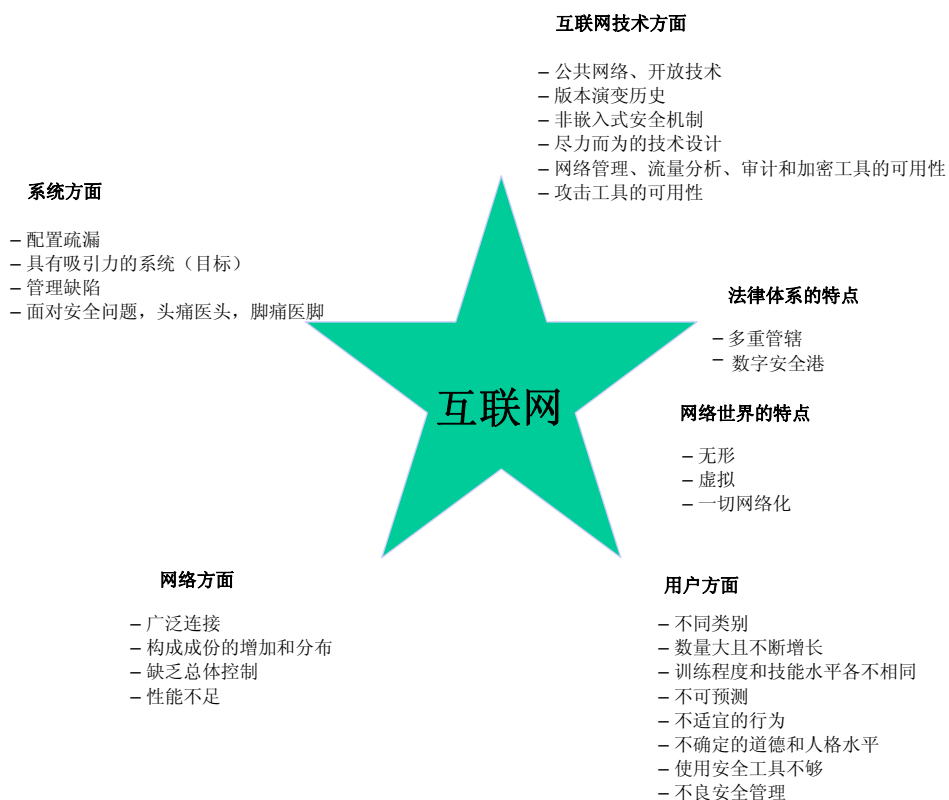 互联网技术方面
– 公共网络、开放技术
– 版本演变历史
– 非嵌入式安全机制
– 尽力而为的技术设计
– 网络管理、流量分析、审计和加密工具的可用性
– 攻击工具的可用性
系统方面
– 配置疏漏
– 具有吸引力的系统（目标）
– 管理缺陷
– 面对安全问题，头痛医头，脚痛医脚
法律体系的特点
– 多重管辖
– 数字安全港
互联网
网络世界的特点
– 无形
– 虚拟
– 一切网络化
网络方面
– 广泛连接
– 构成成份的增加和分布
– 缺乏总体控制
– 性能不足
用户方面
– 不同类别
– 数量大且不断增长
– 训练程度和技能水平各不相同
– 不可预测
– 不适宜的行为
– 不确定的道德和人格水平
– 使用安全工具不够
– 不良安全管理